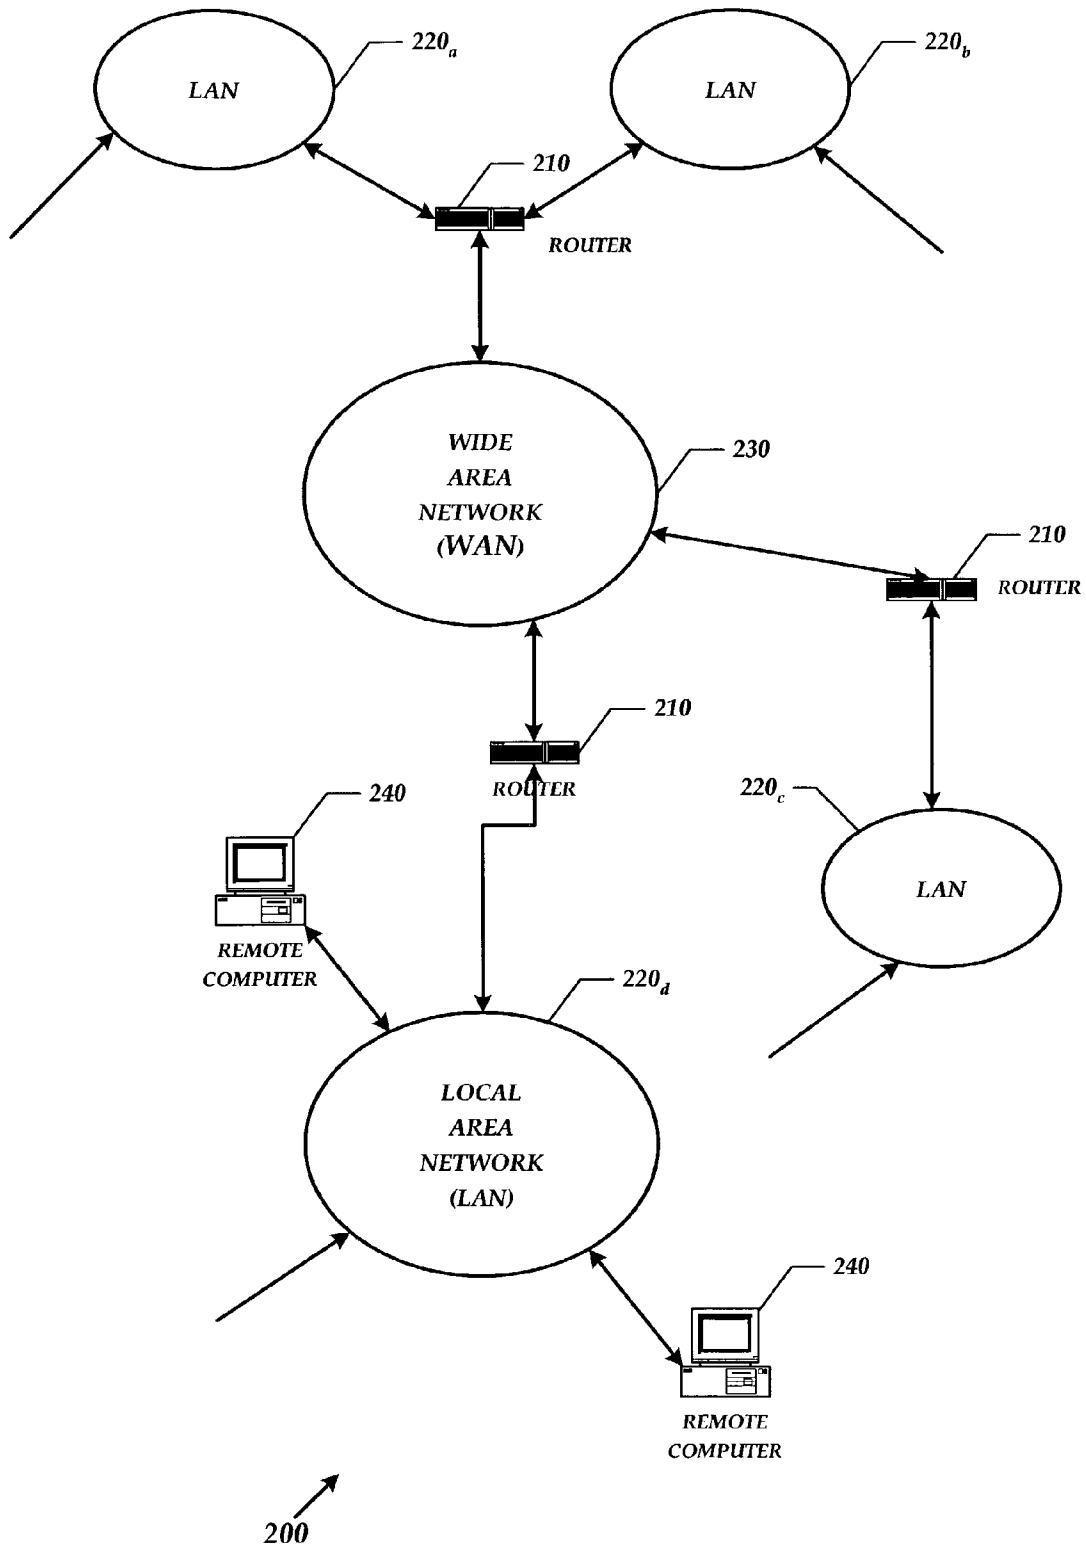 220a
220b
LAN
LAN
210
ROUTER
WIDE
AREA
NETWORK
(WAN)
230
210
ROUTER
210
ROUTER
240
REMOTE
COMPUTER
220c
LAN
220d
LOCAL
AREA
NETWORK
(LAN)
240
REMOTE
COMPUTER
200